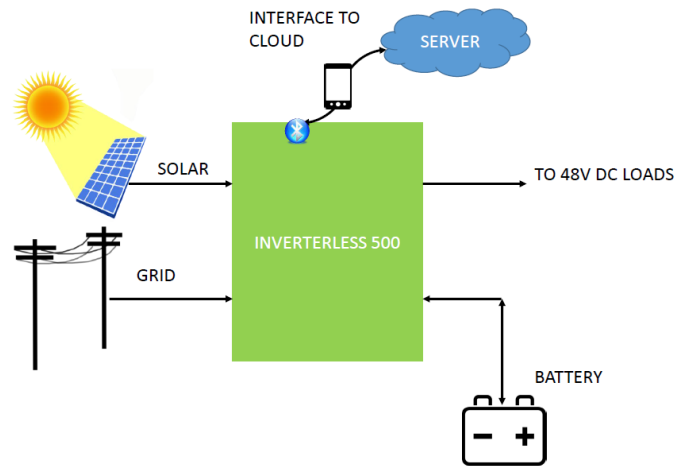 INTERFACE TO
CLOUD
SERVER
SOLAR
TO 48V DC LOADS
INVERTERLESS 500
GRID
BATTERY